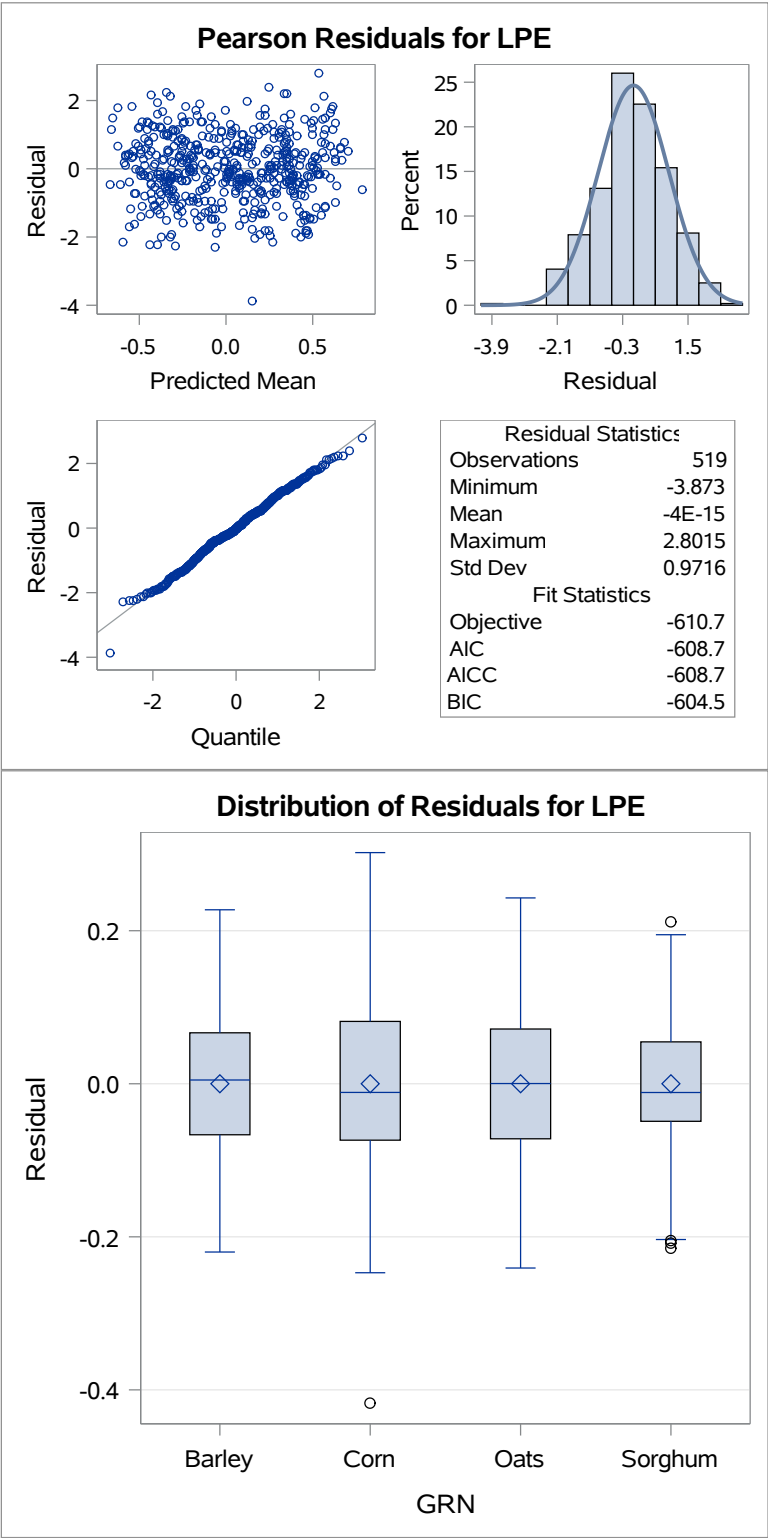 Pearson Residuals for LPE
Residual
2
0
-2
-4
-0.5 0.0 0.5
Predicted Mean
Percent
25
20
15
10
5
0
-3.9 -2.1 -0.3 1.5
Residual
Residual
2
0
-2
-4
-2 0 2
Quantile
Residual Statistics
Observations 519
Minimum -3.873
Mean -4E-15
Maximum 2.8015
Std Dev 0.9716
Fit Statistics
Objective -610.7
AIC -608.7
AICC -608.7
BIC -604.5
Distribution of Residuals for LPE
Residual
0.2
0.0
-0.2
-0.4
Barley Corn Oats Sorghum
GRN